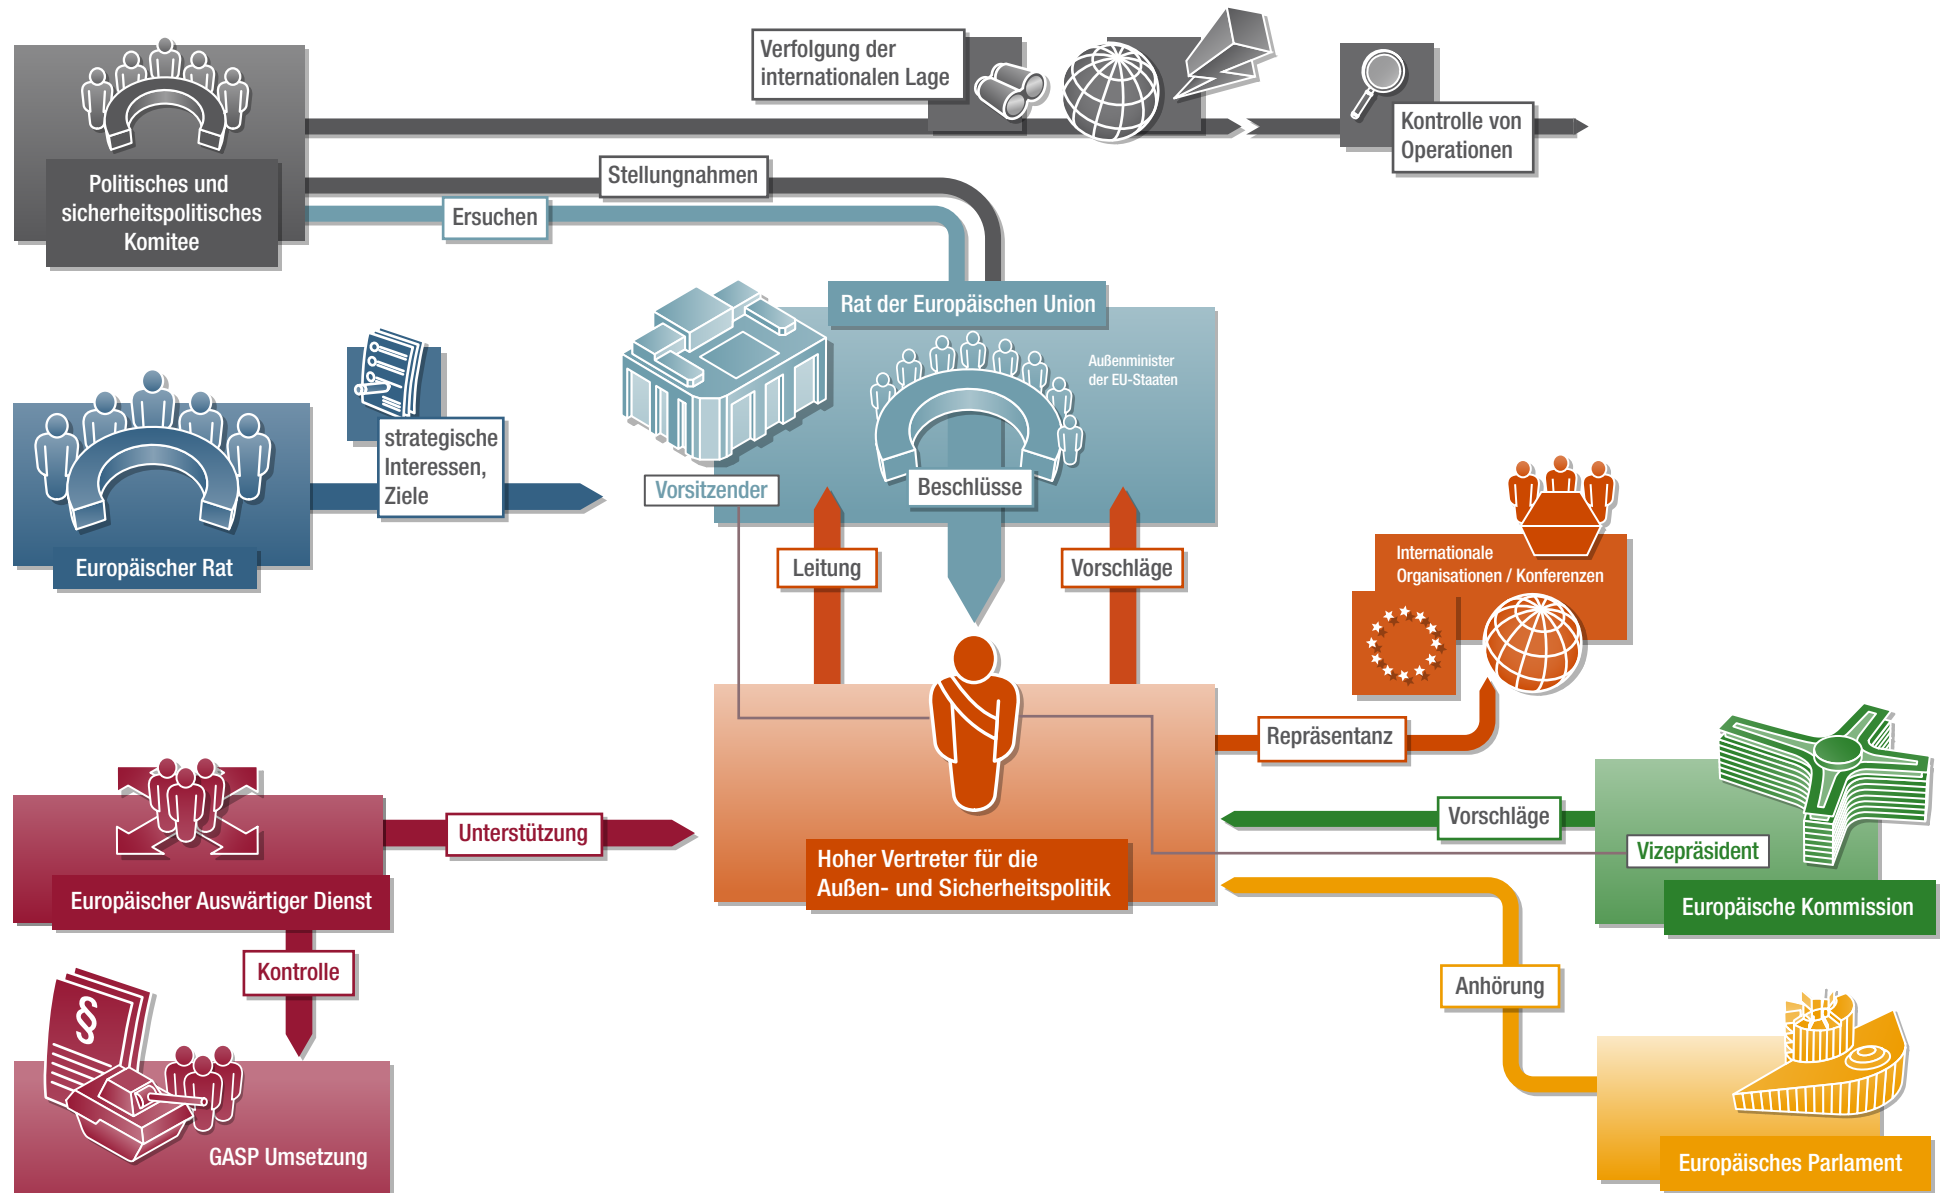 Verfolgung der
internationalen Lage
Kontrolle von
Operationen
Politisches und
sicherheitspolitisches
Komitee
Stellungnahmen
Ersuchen
Rat der Europäischen Union
Außenminister
der EU-Staaten
strategische
Interessen,
Ziele
Europäischer Rat
Vorsitzender
Beschlüsse
Leitung
Vorschläge
Internationale
Organisationen / Konferenzen
Repräsentanz
Vorschläge
Vizepräsident
Europäische Kommission
Unterstützung
Hoher Vertreter für die
Außen- und Sicherheitspolitik
Europäischer Auswärtiger Dienst
Kontrolle
Anhörung
§
GASP Umsetzung
Europäisches Parlament